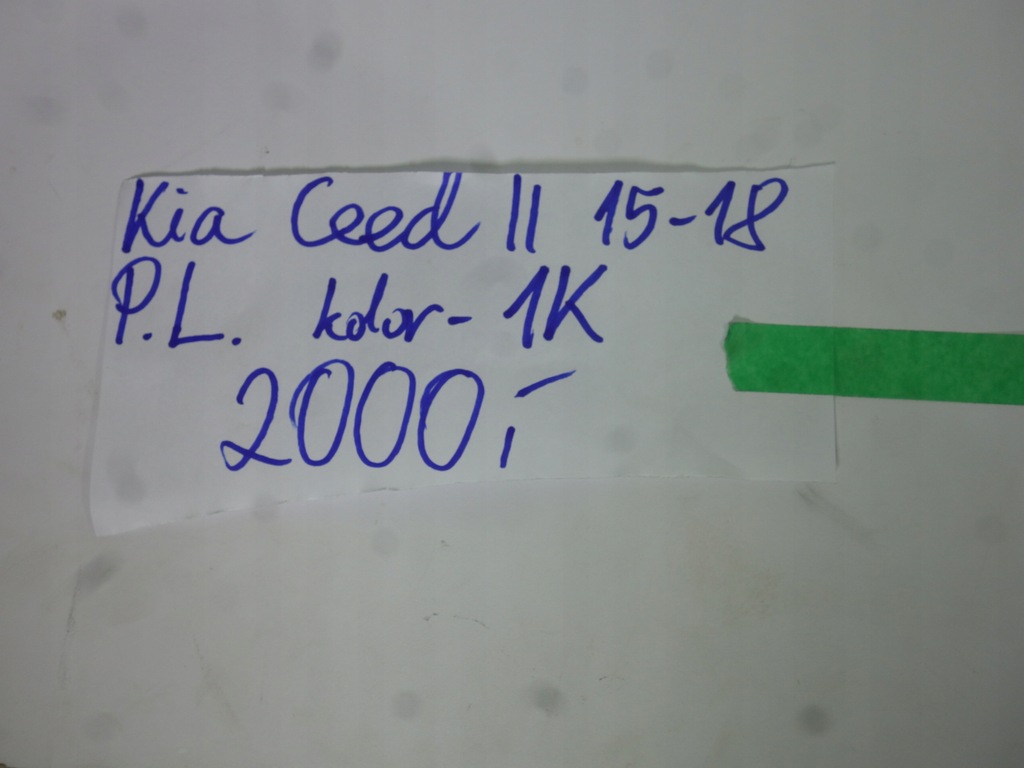 Kia Ceed II 15-18
P.L. kolor- 1K
2000,-